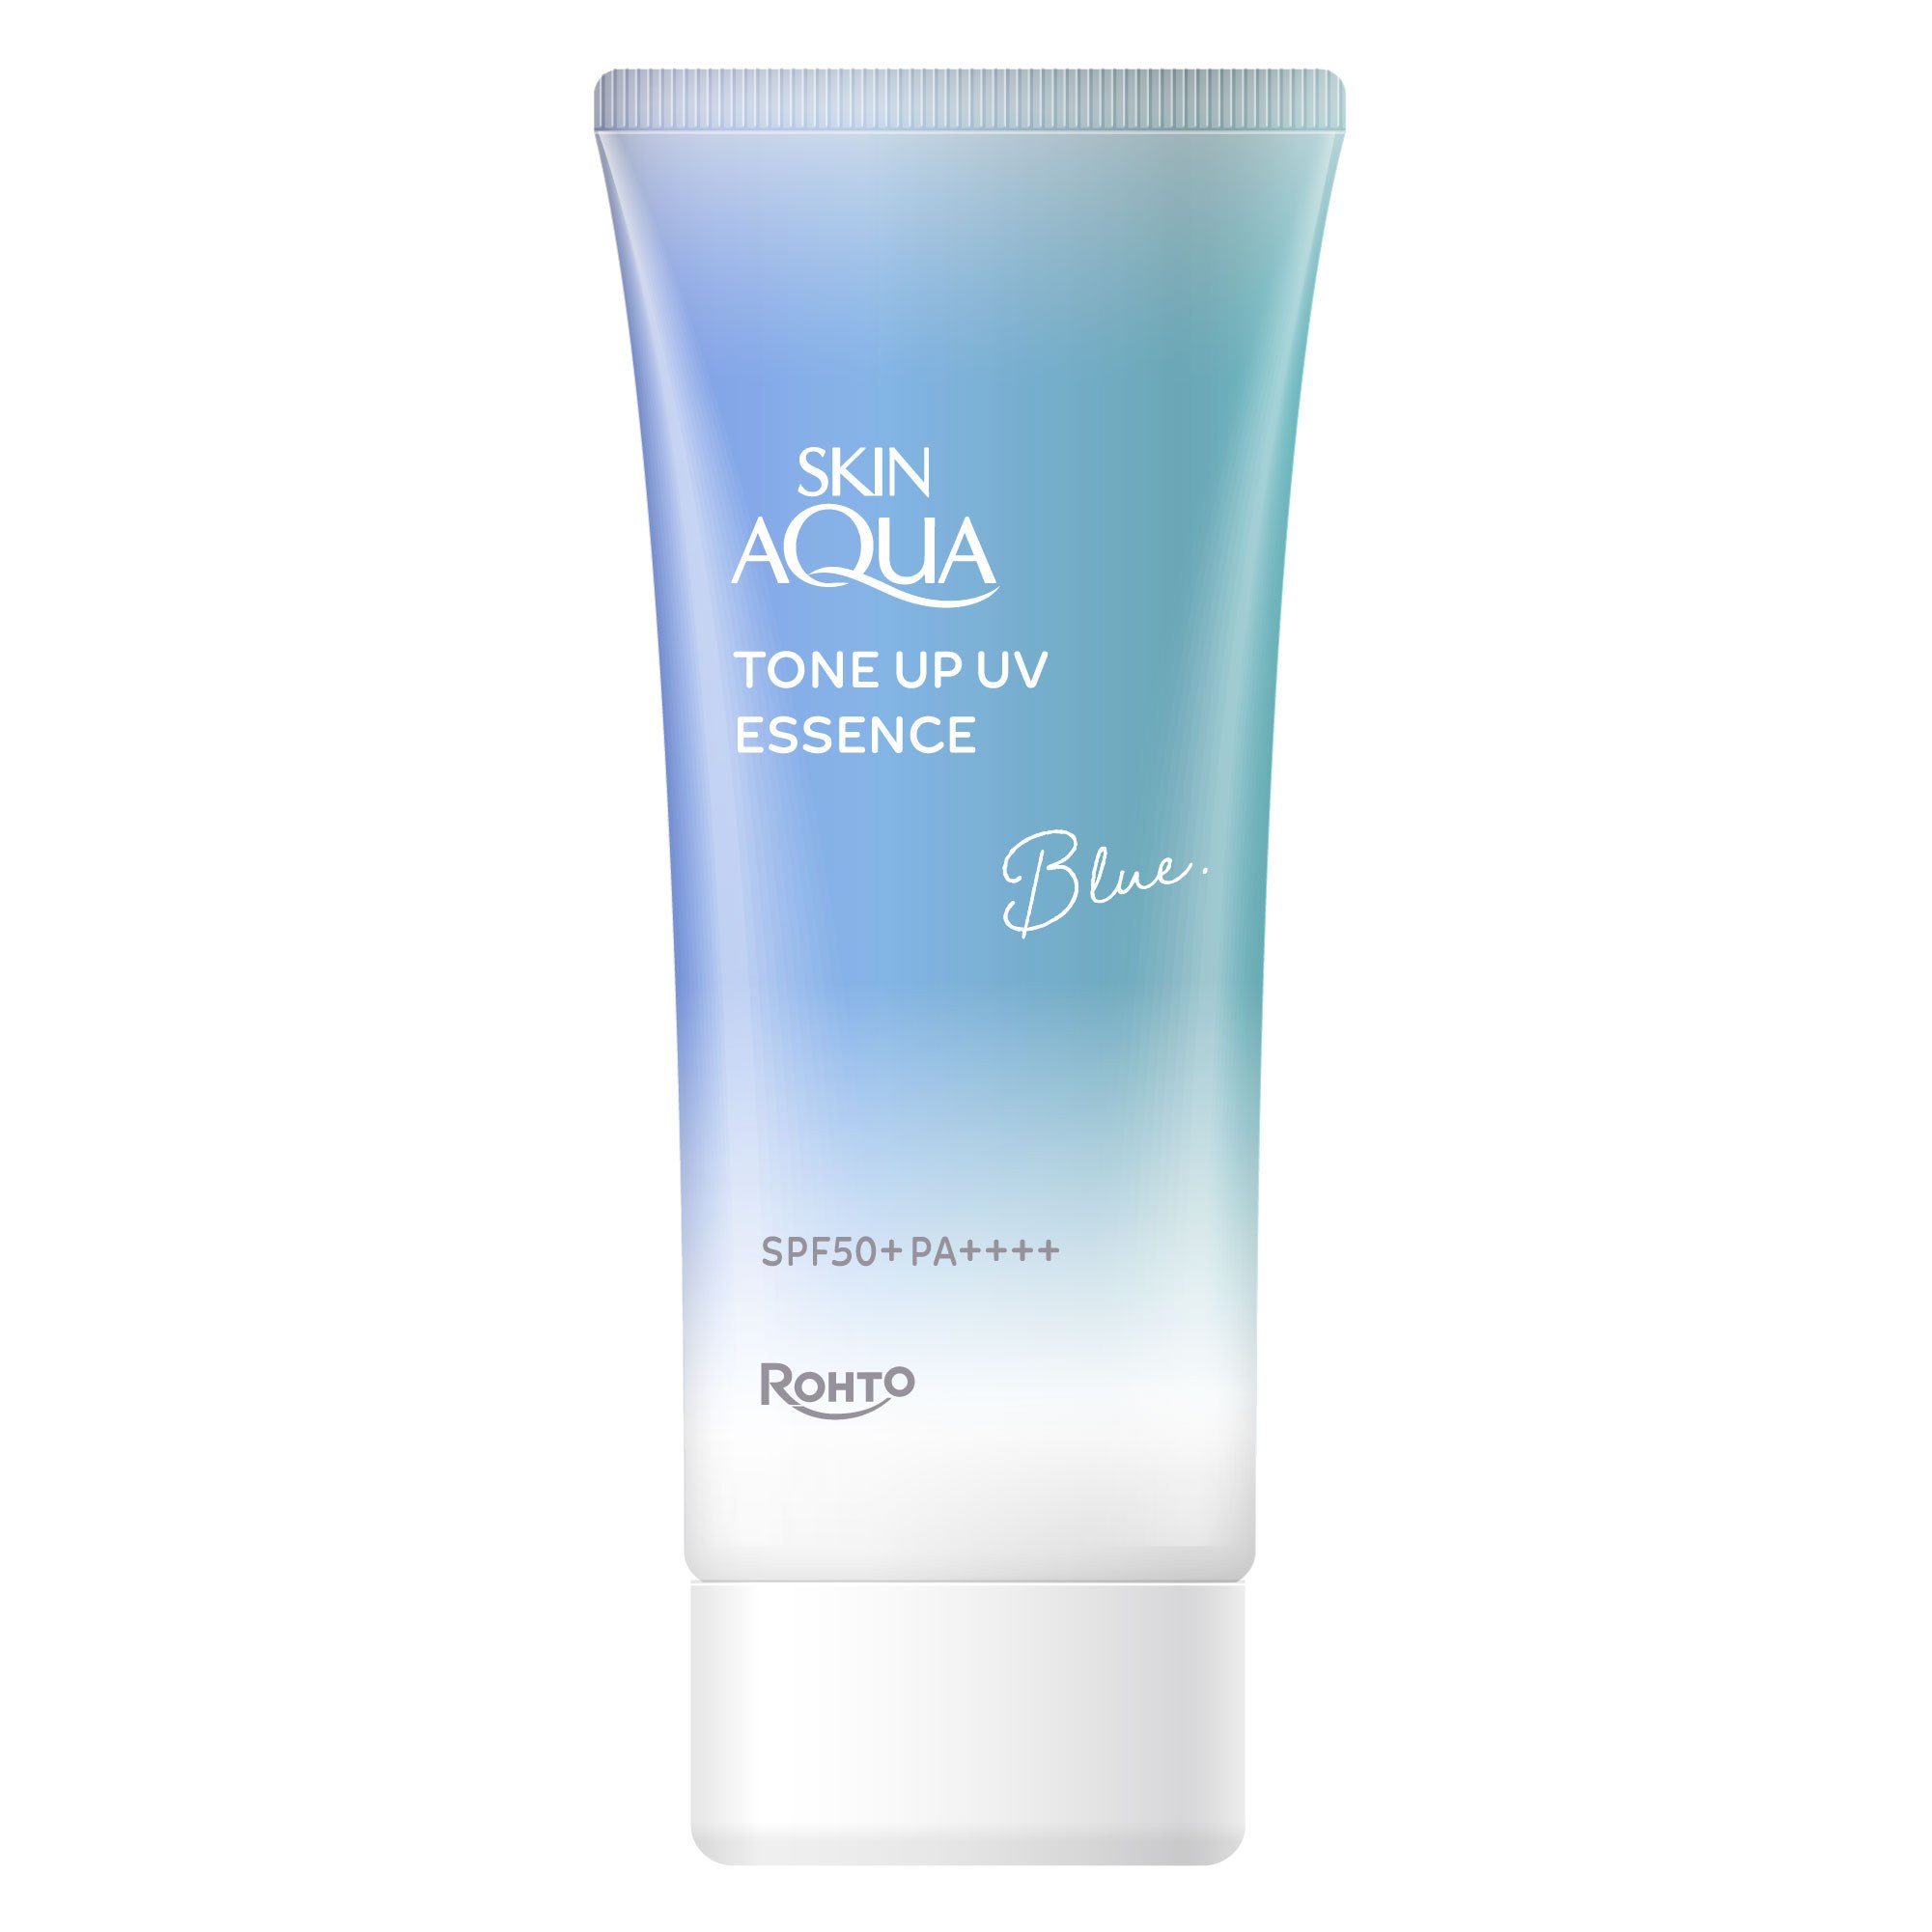 SKIN
AQUA
TONE UP UV
ESSENCE
Blue.
SPF50+ PA++++
ROHTO